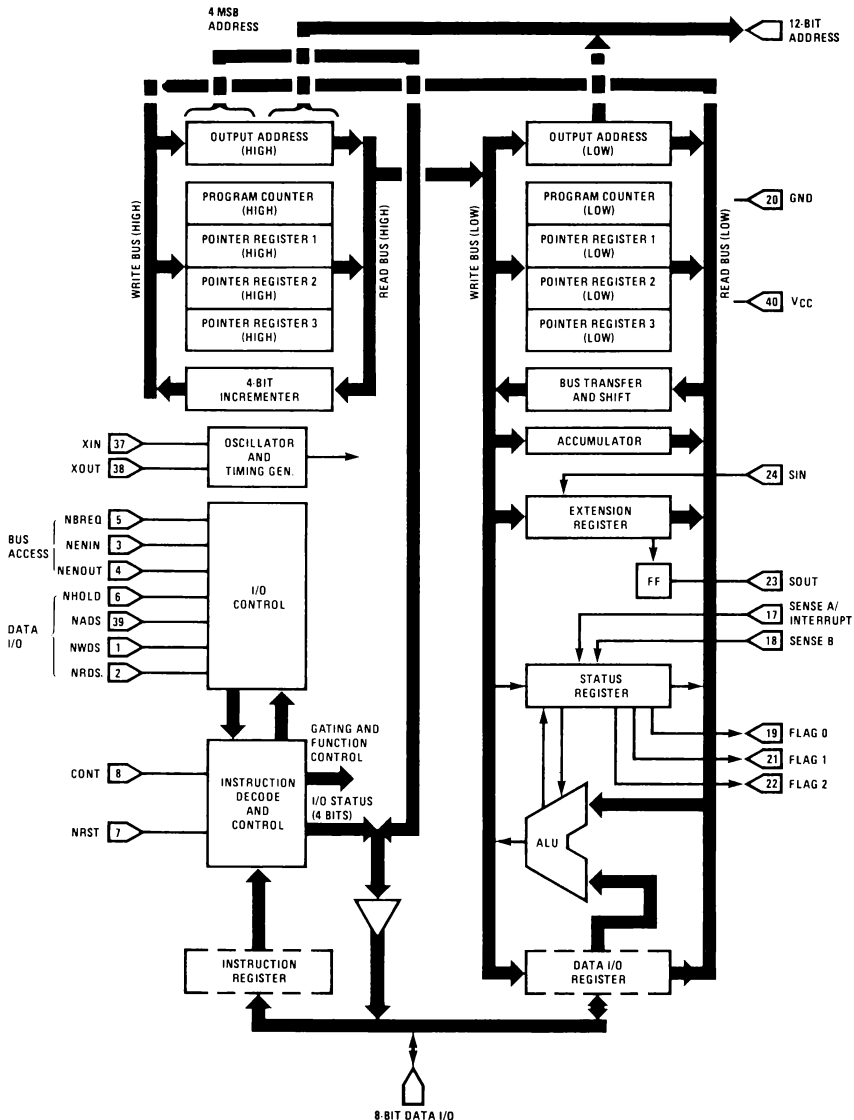 4 MSB
ADDRESS
12-BIT
ADDRESS
OUTPUT ADDRESS
(HIGH)
OUTPUT ADDRESS
(LOW)
WRITE BUS (HIGH)
PROGRAM COUNTER
(HIGH)
POINTER REGISTER 1
(HIGH)
POINTER REGISTER 2
(HIGH)
POINTER REGISTER 3
(HIGH)
READ BUS (HIGH)
WRITE BUS (LOW)
PROGRAM COUNTER
(LOW)
POINTER REGISTER 1
(LOW)
POINTER REGISTER 2
(LOW)
POINTER REGISTER 3
(LOW)
READ BUS (LOW)
20 GND
40 VCC
4-BIT
INCREMENTER
BUS TRANSFER
AND SHIFT
XIN 37
XOUT 38
OSCILLATOR
AND
TIMING GEN.
ACCUMULATOR
24 SIN
EXTENSION
REGISTER
BUS
ACCESS
NBREQ 5
NENIN 3
NENOUT 4
DATA
I/O
NHOLD 6
NADS 39
NWDS 1
NRDS. 2
I/O
CONTROL
FF
23 SOUT
17 SENSE A/
INTERRUPT
18 SENSE B
STATUS
REGISTER
19 FLAG 0
21 FLAG 1
22 FLAG 2
GATING AND
FUNCTION
CONTROL
CONT 8
NRST 7
INSTRUCTION
DECODE
AND
CONTROL
I/O STATUS
(4 BITS)
ALU
INSTRUCTION
REGISTER
DATA I/O
REGISTER
8-BIT DATA I/O